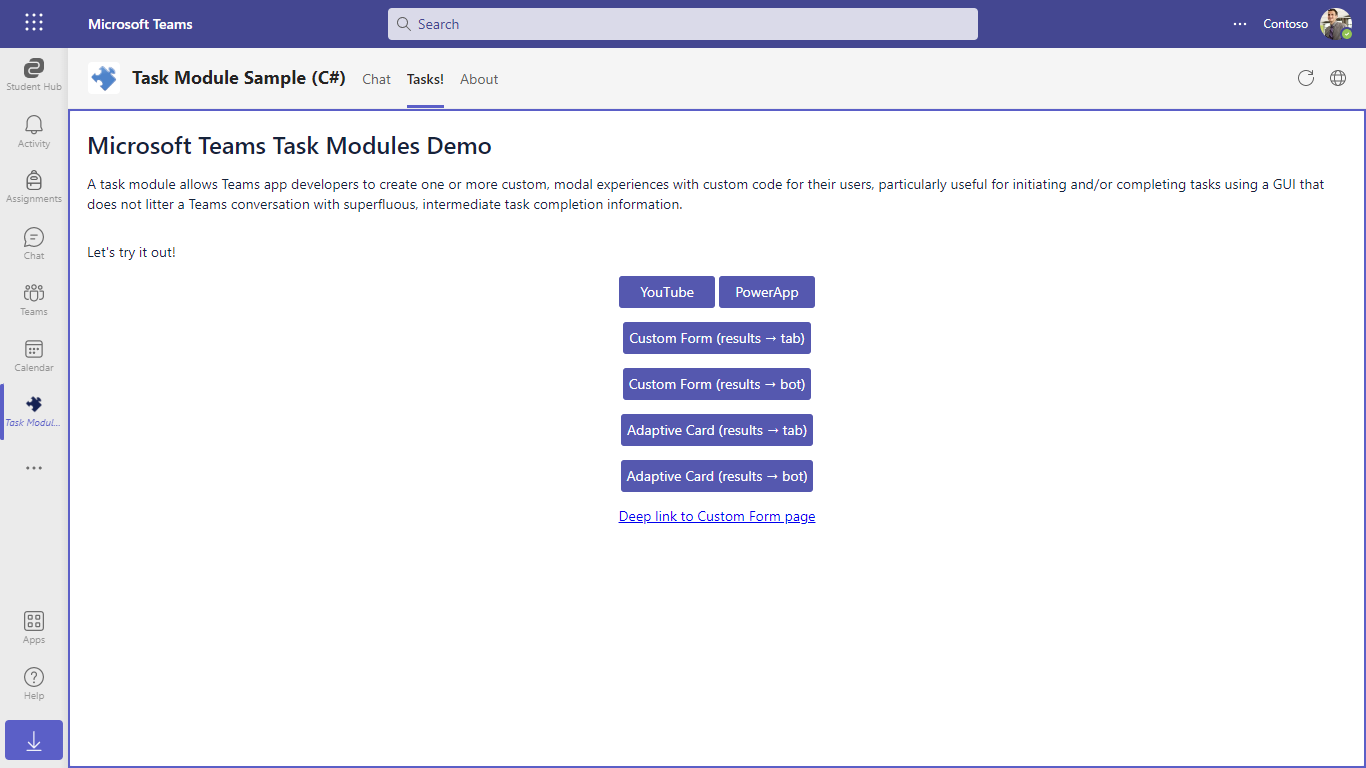 Microsoft Teams
Search
Contoso
Student Hub
Activity
Assignments
Chat
Teams
Calendar
Task Modul...
Apps
Help
Task Module Sample (C#)
Chat
Tasks!
About
Microsoft Teams Task Modules Demo
A task module allows Teams app developers to create one or more custom, modal experiences with custom code for their users, particularly useful for initiating and/or completing tasks using a GUI that
does not litter a Teams conversation with superfluous, intermediate task completion information.
Let's try it out!
YouTube
PowerApp
Custom Form (results → tab)
Custom Form (results → bot)
Adaptive Card (results → tab)
Adaptive Card (results → bot)
Deep link to Custom Form page